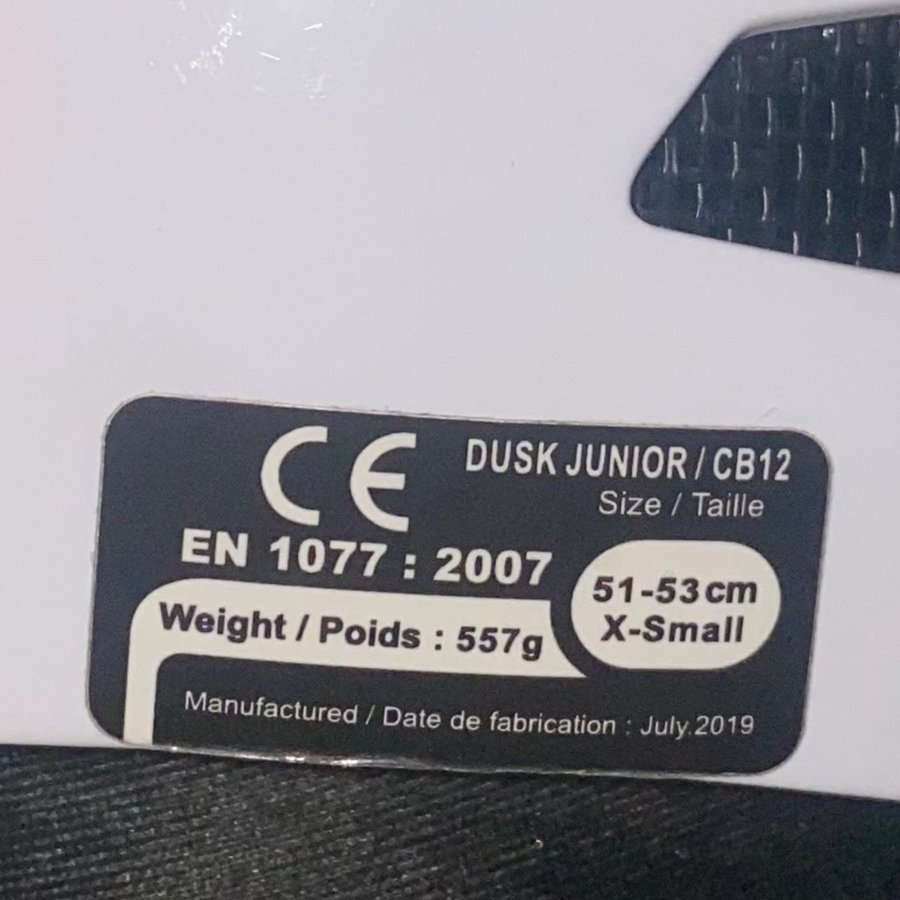 CE
DUSK JUNIOR / CB12
Size / Taille
EN 1077 : 2007
51-53cm
X-Small
Weight / Poids : 557g
Manufactured / Date de fabrication : July.2019